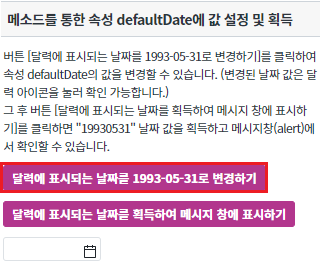 메소드를 통한 속성 defaultDate에 값 설정 및 획득
버튼 [달력에 표시되는 날짜를 1993-05-31로 변경하기]를 클릭하여
속성 defaultDate의 값을 변경할 수 있습니다. (변경된 날짜 값은 달
력 아이콘을 눌러 확인 가능합니다.)
그 후 버튼 [달력에 표시되는 날짜를 획득하여 메시지 창에 표시하
기]를 클릭하면 "19930531" 날짜 값을 획득하고 메시지창(alert)에
서 확인할 수 있습니다.
달력에 표시되는 날짜를 1993-05-31로 변경하기
달력에 표시되는 날짜를 획득하여 메시지 창에 표시하기